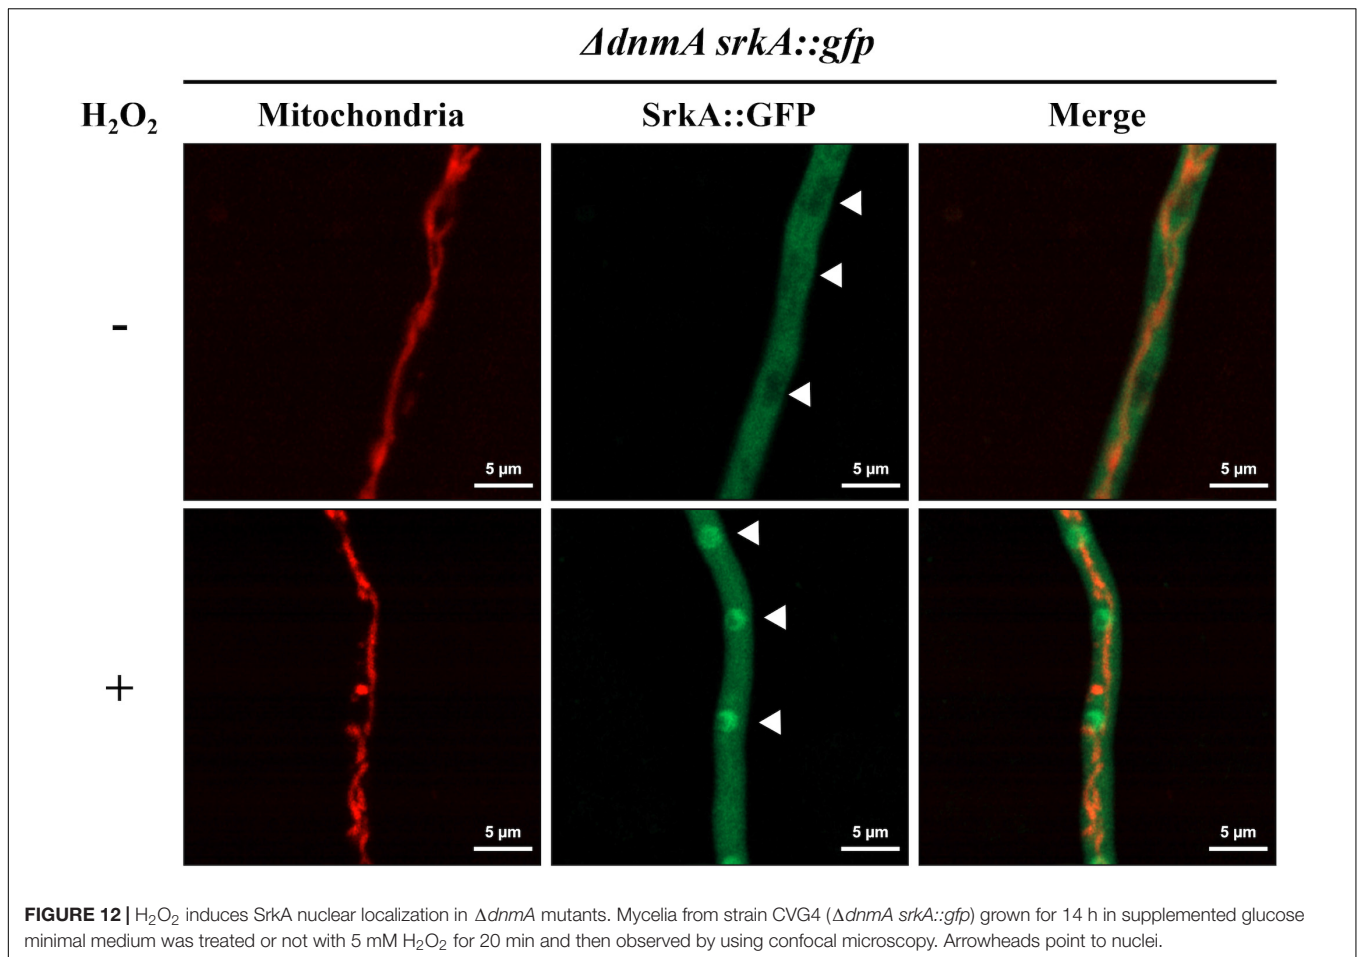 ΔdnmA srkA::gfp
H₂O₂ Mitochondria SrkA::GFP Merge
-
5 µm 5 µm 5 µm
+
5 µm 5 µm 5 µm
FIGURE 12 | H₂O₂ induces SrkA nuclear localization in ΔdnmA mutants. Mycelia from strain CVG4 (ΔdnmA srkA::gfp) grown for 14 h in supplemented glucose
minimal medium was treated or not with 5 mM H₂O₂ for 20 min and then observed by using confocal microscopy. Arrowheads point to nuclei.